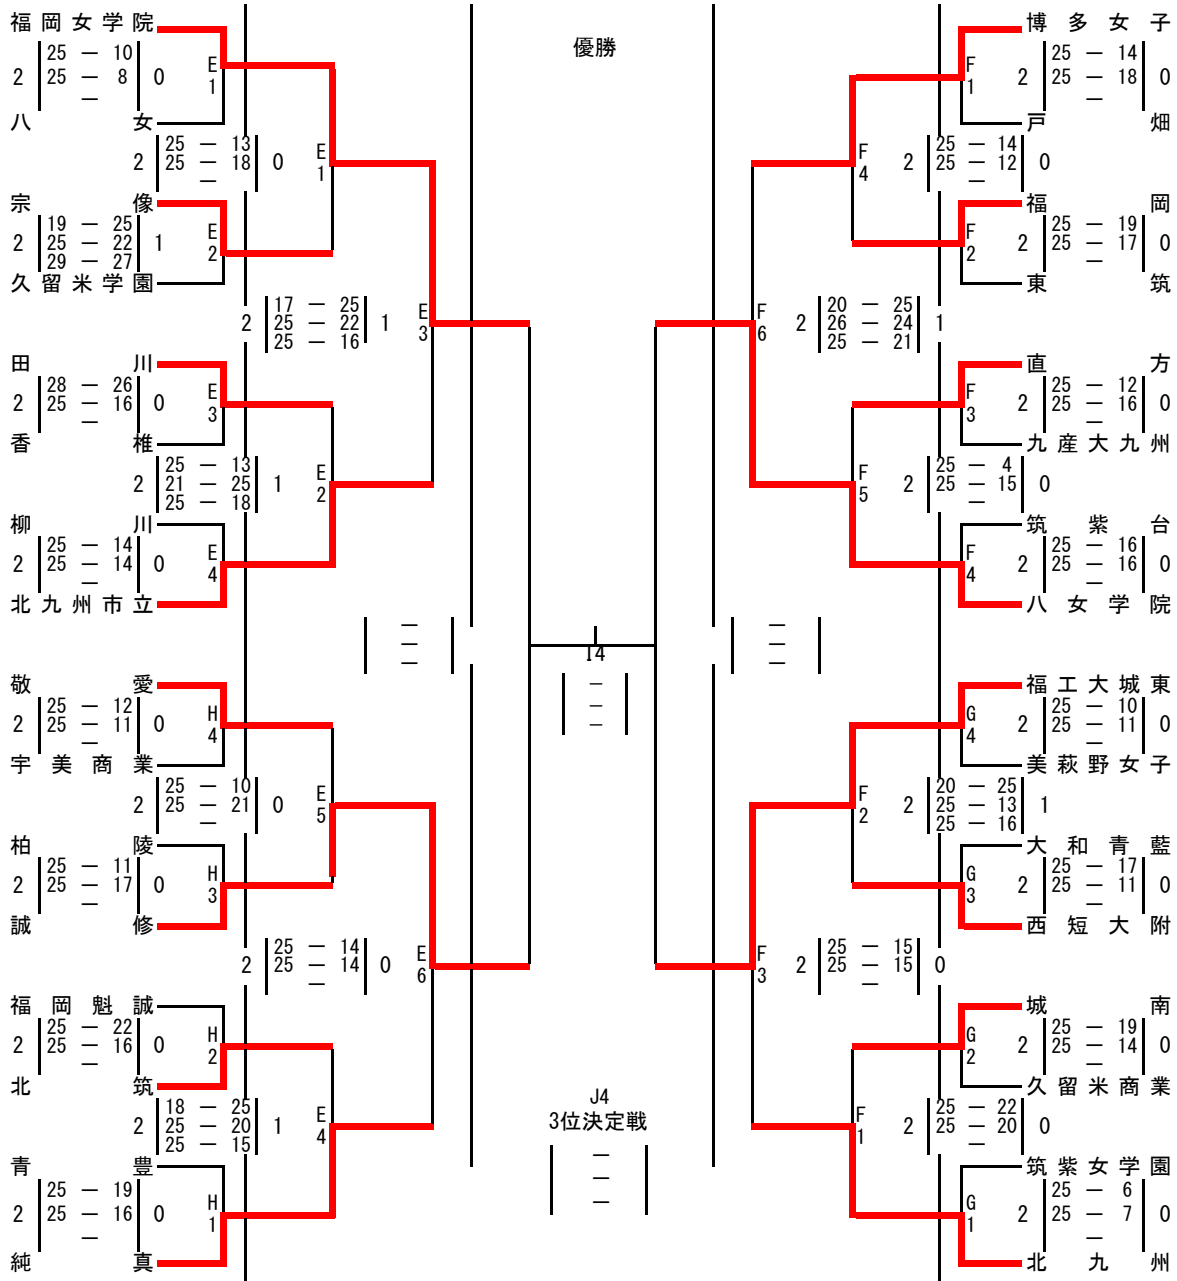 優勝
福岡女学院
25 — 10
2 25 — 8 0
—
E1
八女
2 25 — 13 0
25 — 18
—
E1
宗像
19 — 25
2 25 — 22 1
29 — 27
E2
久留米学園
17 — 25
2 25 — 22 1
25 — 16
E3
田川
28 — 26
2 25 — 16 0
—
E3
香椎
25 — 13
2 21 — 25 1
25 — 18
E2
柳川
25 — 14
2 25 — 14 0
—
E4
北九州市立
—
—
—
敬愛
25 — 12
2 25 — 11 0
—
H4
宇美商業
25 — 10
2 25 — 21 0
—
E5
柏陵
25 — 11
2 25 — 17 0
—
H3
誠修
25 — 14
2 25 — 14 0
—
E6
福岡魁誠
25 — 22
2 25 — 16 0
—
H2
北筑
18 — 25
2 25 — 20 1
25 — 15
E4
青豊
25 — 19
2 25 — 16 0
—
H1
純真
I4
—
—
—
J4
3位決定戦
—
—
—
博多女子
25 — 14
F1 2 25 — 18 0
—
戸畑
25 — 14
F4 2 25 — 12 0
—
福岡
25 — 19
F2 2 25 — 17 0
—
東筑
20 — 25
F6 2 26 — 24 1
25 — 21
直方
25 — 12
F3 2 25 — 16 0
—
九産大九州
25 — 4
F5 2 25 — 15 0
—
筑紫台
25 — 16
F4 2 25 — 16 0
—
八女学院
—
—
—
福工大城東
25 — 10
G4 2 25 — 11 0
—
美萩野女子
20 — 25
F2 2 25 — 13 1
25 — 16
大和青藍
25 — 17
G3 2 25 — 11 0
—
西短大附
25 — 15
F3 2 25 — 15 0
—
城南
25 — 19
G2 2 25 — 14 0
—
久留米商業
25 — 22
F1 2 25 — 20 0
—
筑紫女学園
25 — 6
G1 2 25 — 7 0
—
北九州